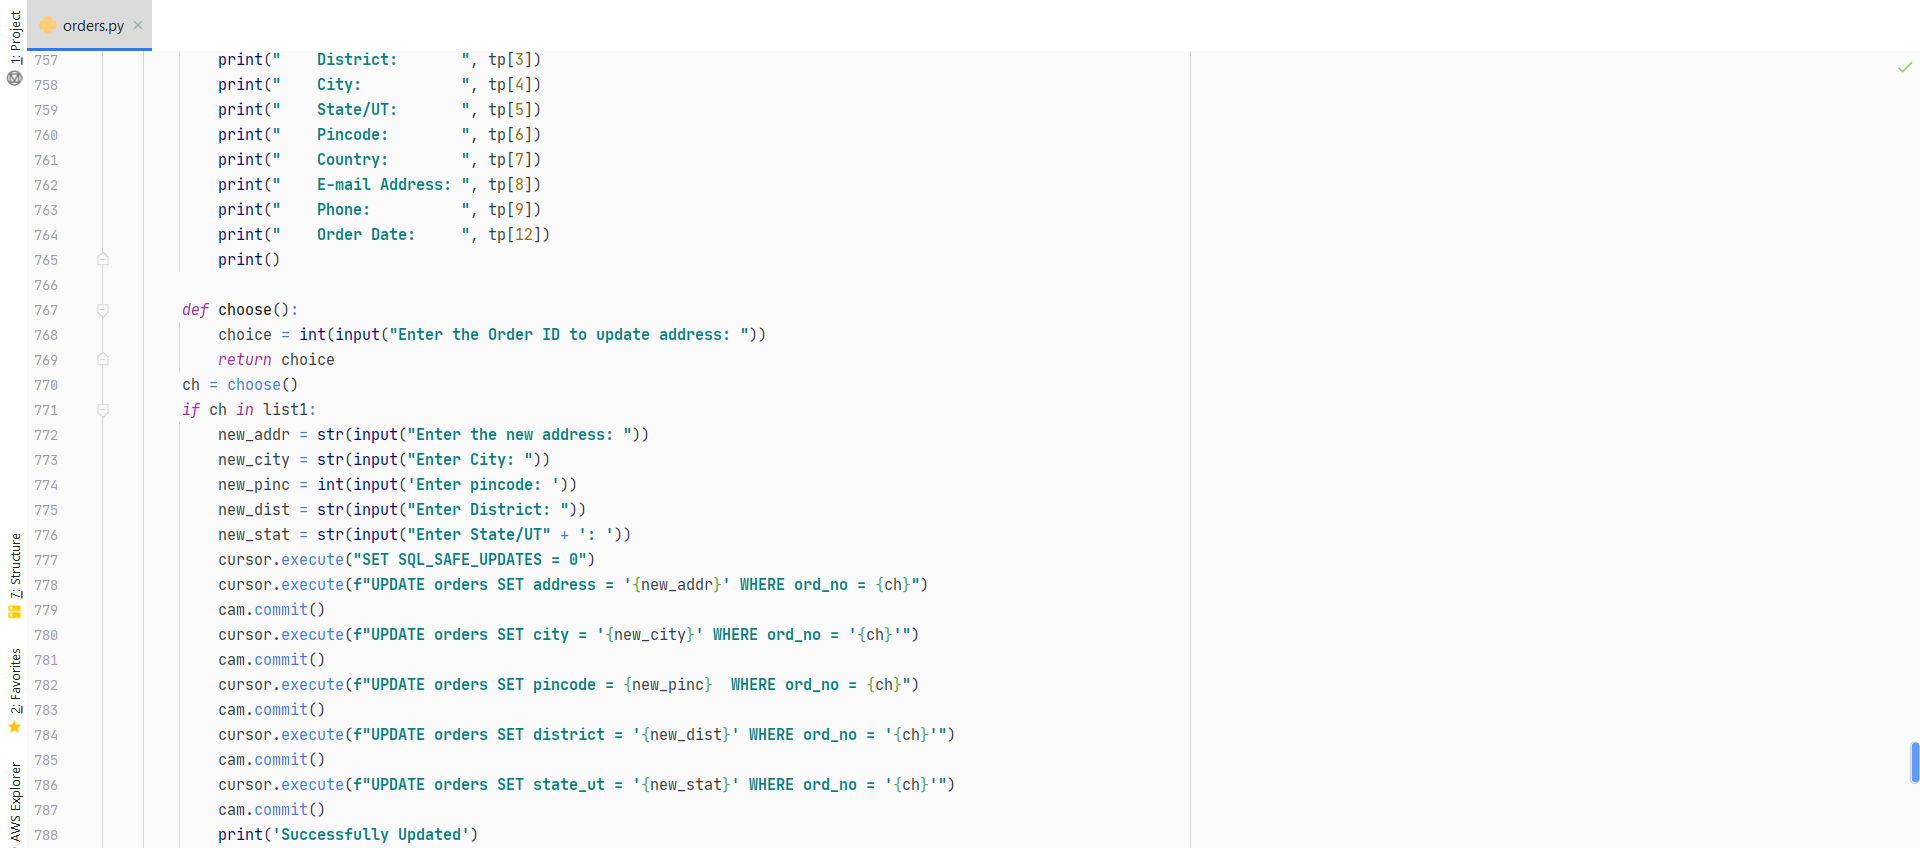 1: Project
orders.py
757 print("    District:       ", tp[3])
758 print("    City:           ", tp[4])
759 print("    State/UT:       ", tp[5])
760 print("    Pincode:        ", tp[6])
761 print("    Country:        ", tp[7])
762 print("    E-mail Address: ", tp[8])
763 print("    Phone:          ", tp[9])
764 print("    Order Date:     ", tp[12])
765 print()
766
767 def choose():
768     choice = int(input("Enter the Order ID to update address: "))
769     return choice
770 ch = choose()
771 if ch in list1:
772     new_addr = str(input("Enter the new address: "))
773     new_city = str(input("Enter City: "))
774     new_pinc = int(input('Enter pincode: '))
775     new_dist = str(input("Enter District: "))
776     new_stat = str(input("Enter State/UT" + ': '))
777     cursor.execute("SET SQL_SAFE_UPDATES = 0")
778     cursor.execute(f"UPDATE orders SET address = '{new_addr}' WHERE ord_no = {ch}")
779     cam.commit()
780     cursor.execute(f"UPDATE orders SET city = '{new_city}' WHERE ord_no = '{ch}'")
781     cam.commit()
782     cursor.execute(f"UPDATE orders SET pincode = {new_pinc}  WHERE ord_no = {ch}")
783     cam.commit()
784     cursor.execute(f"UPDATE orders SET district = '{new_dist}' WHERE ord_no = '{ch}'")
785     cam.commit()
786     cursor.execute(f"UPDATE orders SET state_ut = '{new_stat}' WHERE ord_no = '{ch}'")
787     cam.commit()
788     print('Successfully Updated')
7: Structure
2: Favorites
AWS Explorer